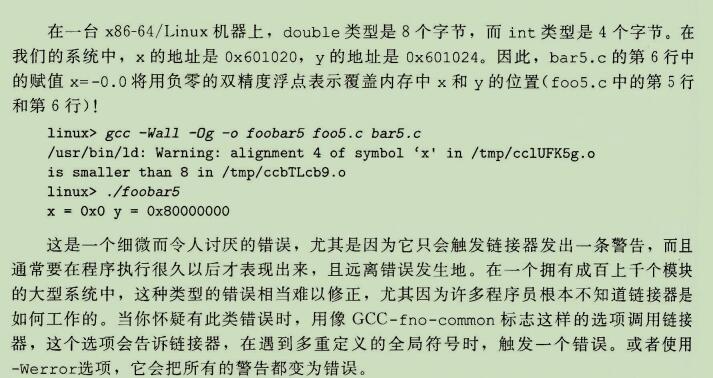 在一台 x86-64/Linux 机器上，double 类型是 8 个字节，而 int 类型是 4 个字节。在
我们的系统中，x 的地址是 0x601020，y 的地址是 0x601024。因此，bar5.c 的第 6 行中
的赋值 x=-0.0 将用负零的双精度浮点表示覆盖内存中 x 和 y 的位置(foo5.c 中的第 5 行
和第 6 行)！
linux> gcc -Wall -Og -o foobar5 foo5.c bar5.c
/usr/bin/ld: Warning: alignment 4 of symbol ‘x' in /tmp/cclUFK5g.o
is smaller than 8 in /tmp/ccbTLcb9.o
linux> ./foobar5
x = 0x0 y = 0x80000000
这是一个细微而令人讨厌的错误，尤其是因为它只会触发链接器发出一条警告，而且
通常要在程序执行很久以后才表现出来，且远离错误发生地。在一个拥有成百上千个模块
的大型系统中，这种类型的错误相当难以修正，尤其因为许多程序员根本不知道链接器是
如何工作的。当你怀疑有此类错误时，用像 GCC-fno-common 标志这样的选项调用链接
器，这个选项会告诉链接器，在遇到多重定义的全局符号时，触发一个错误。或者使用
-Werror选项，它会把所有的警告都变为错误。